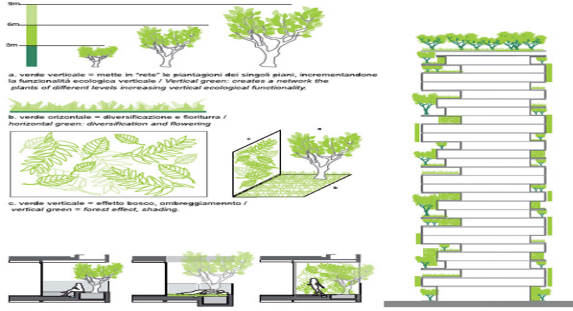 9m
6m
3m
a. verde verticale = mette in "rete" le piantagioni dei singoli piani, incrementandone
la funzionalità ecologica verticale / Vertical green: creates a network the
plants of different levels increasing vertical ecological functionality.
b. verde orizontale = diversificazione e fioriturra /
horizontal green: diversification and flowering
c
a
b
c. verde verticale = effetto bosco, ombreggiamennto /
vertical green = forest effect, shading.